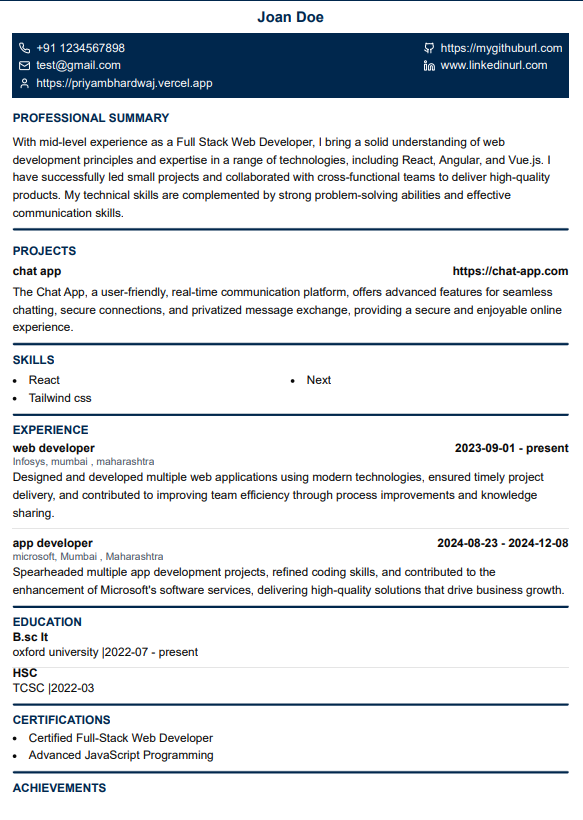 Joan Doe
+91 1234567898
https://mygithuburl.com
test@gmail.com
www.linkedinurl.com
https://priyambhardwaj.vercel.app
PROFESSIONAL SUMMARY
With mid-level experience as a Full Stack Web Developer, I bring a solid understanding of web
development principles and expertise in a range of technologies, including React, Angular, and Vue.js. I
have successfully led small projects and collaborated with cross-functional teams to deliver high-quality
products. My technical skills are complemented by strong problem-solving abilities and effective
communication skills.
PROJECTS
chat app https://chat-app.com
The Chat App, a user-friendly, real-time communication platform, offers advanced features for seamless
chatting, secure connections, and privatized message exchange, providing a secure and enjoyable online
experience.
SKILLS
• React
• Next
• Tailwind css
EXPERIENCE
web developer 2023-09-01 - present
Infosys, mumbai , maharashtra
Designed and developed multiple web applications using modern technologies, ensured timely project
delivery, and contributed to improving team efficiency through process improvements and knowledge
sharing.
app developer 2024-08-23 - 2024-12-08
microsoft, Mumbai , Maharashtra
Spearheaded multiple app development projects, refined coding skills, and contributed to the
enhancement of Microsoft's software services, delivering high-quality solutions that drive business growth.
EDUCATION
B.sc It
oxford university |2022-07 - present
HSC
TCSC |2022-03
CERTIFICATIONS
• Certified Full-Stack Web Developer
• Advanced JavaScript Programming
ACHIEVEMENTS